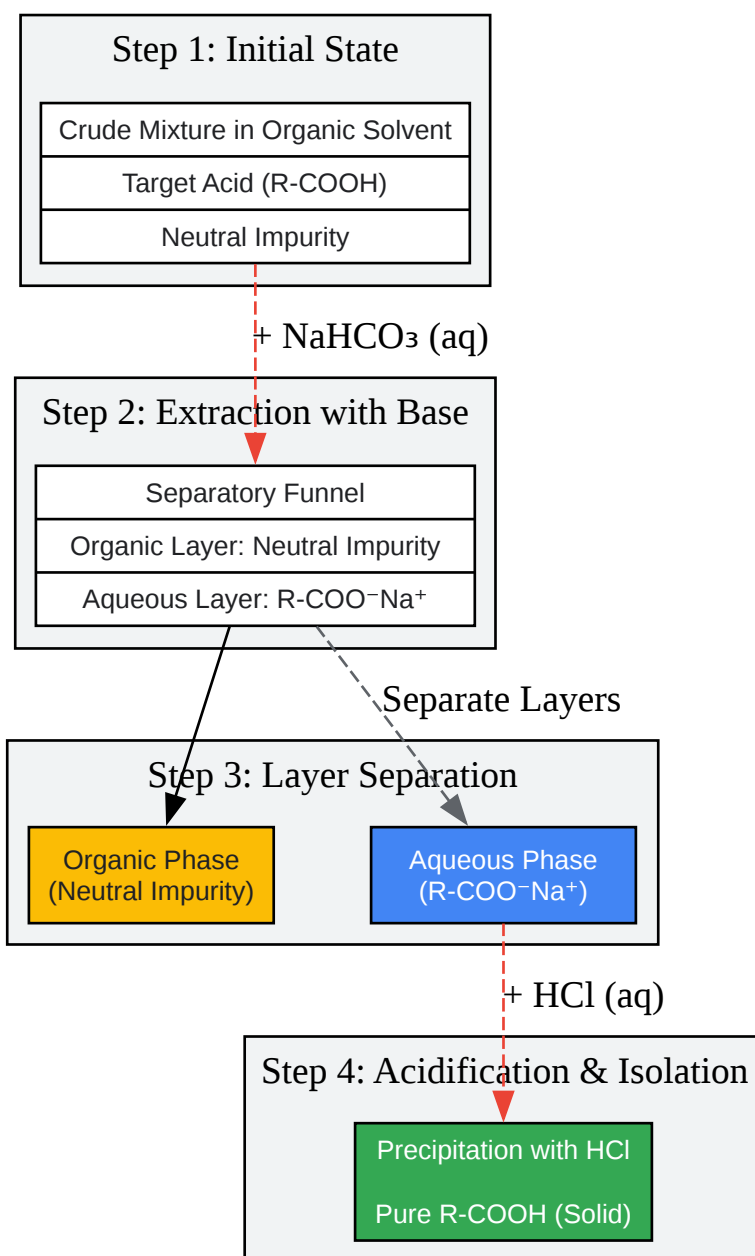 Step 1: Initial State
Crude Mixture in Organic Solvent
Target Acid (R-COOH)
Neutral Impurity
+ NaHCO₃ (aq)
Step 2: Extraction with Base
Separatory Funnel
Organic Layer: Neutral Impurity
Aqueous Layer: R-COO⁻Na⁺
Separate Layers
Step 3: Layer Separation
Organic Phase
(Neutral Impurity)
Aqueous Phase
(R-COO⁻Na⁺)
+ HCl (aq)
Step 4: Acidification & Isolation
Precipitation with HCl
Pure R-COOH (Solid)